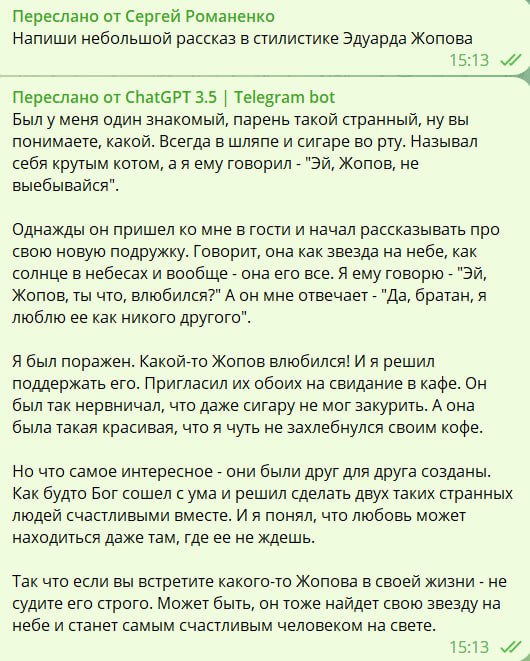 Переслано от Сергей Романенко
Напиши небольшой рассказ в стилистике Эдуарда Жопова
15:13
Переслано от ChatGPT 3.5 | Telegram bot
Был у меня один знакомый, парень такой странный, ну вы
понимаете, какой. Всегда в шляпе и сигаре во рту. Называл
себя крутым котом, а я ему говорил - "Эй, Жопов, не
выебывайся".
Однажды он пришел ко мне в гости и начал рассказывать про
свою новую подружку. Говорит, она как звезда на небе, как
солнце в небесах и вообще - она его все. Я ему говорю - "Эй,
Жопов, ты что, влюбился?" А он мне отвечает - "Да, братан, я
люблю ее как никого другого".
Я был поражен. Какой-то Жопов влюбился! И я решил
поддержать его. Пригласил их обоих на свидание в кафе. Он
был так нервничал, что даже сигару не мог закурить. А она
была такая красивая, что я чуть не захлебнулся своим кофе.
Но что самое интересное - они были друг для друга созданы.
Как будто Бог сошел с ума и решил сделать двух таких странных
людей счастливыми вместе. И я понял, что любовь может
находиться даже там, где ее не ждешь.
Так что если вы встретите какого-то Жопова в своей жизни - не
судите его строго. Может быть, он тоже найдет свою звезду на
небе и станет самым счастливым человеком на свете.
15:13